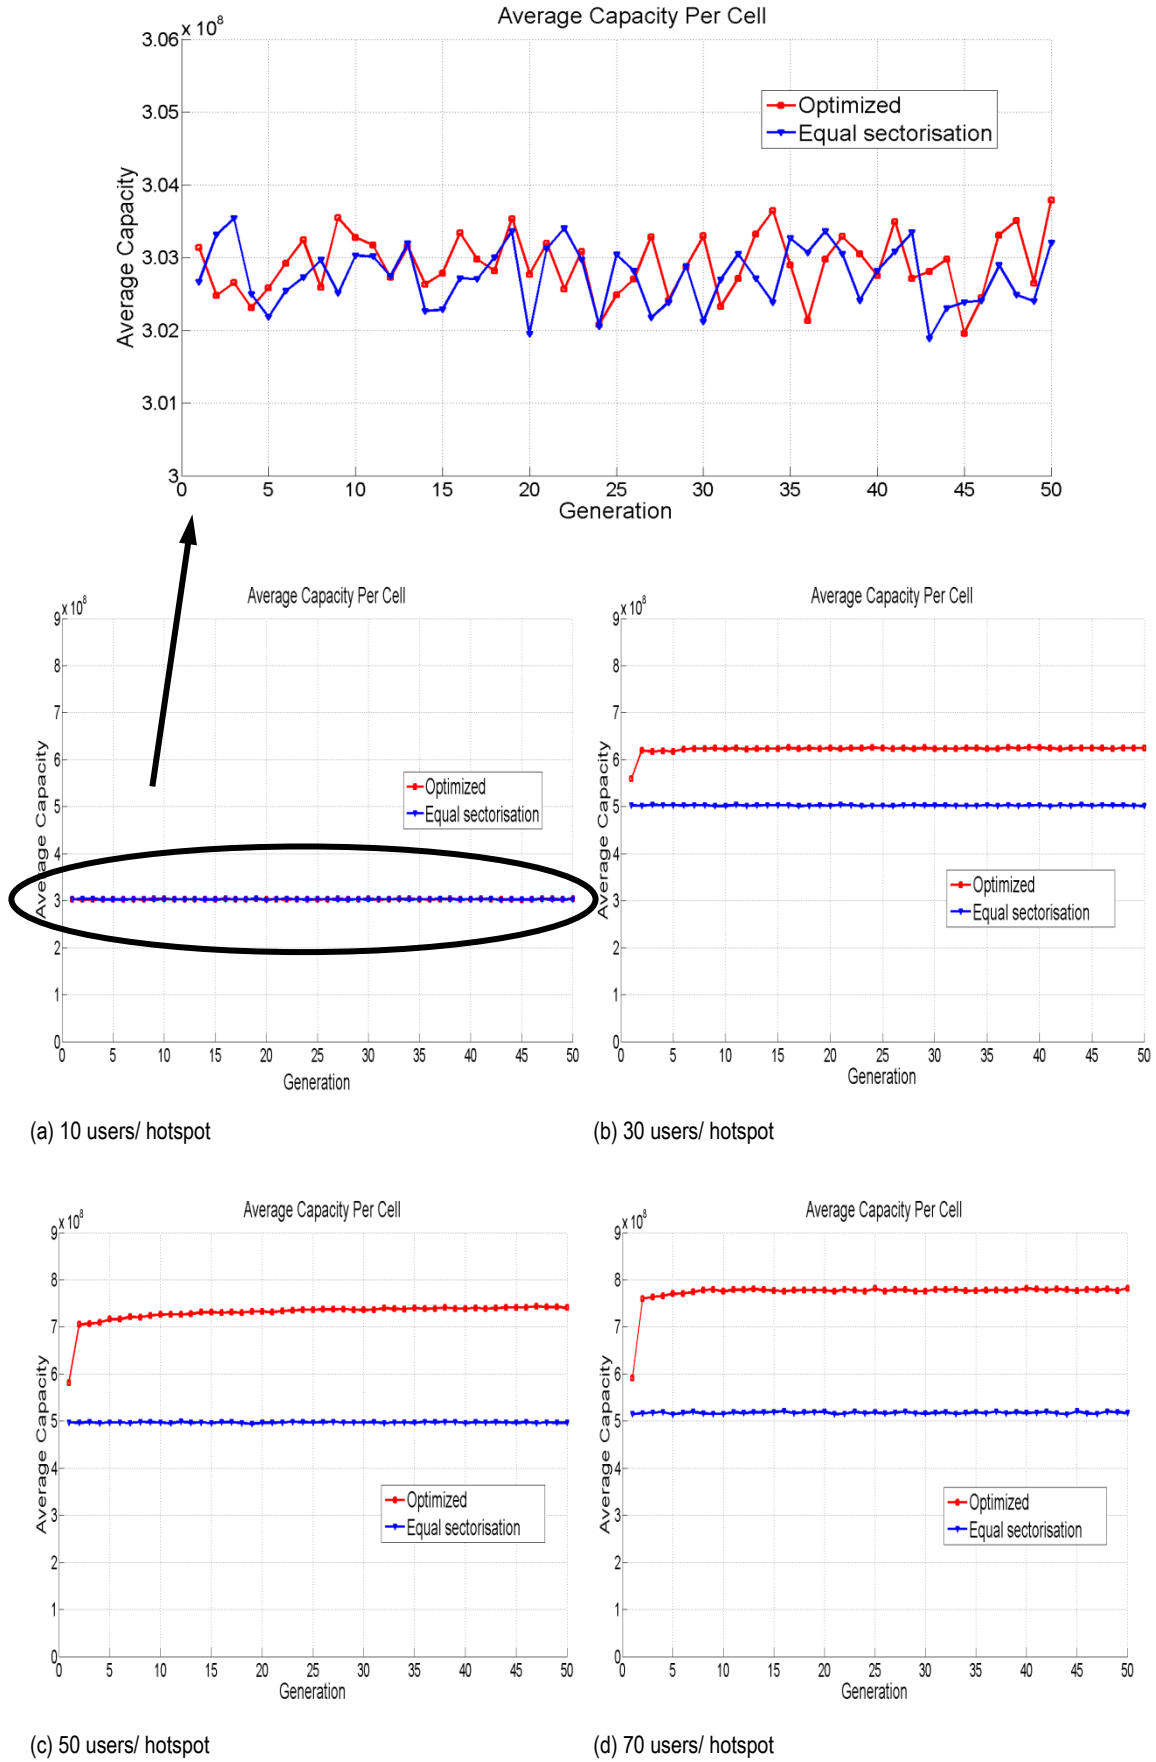 Average Capacity Per Cell
x 10^8
3.06
3.05
3.04
3.03
3.02
3.01
3
Average Capacity
Optimized
Equal sectorisation
0 5 10 15 20 25 30 35 40 45 50
Generation
Average Capacity Per Cell
x 10^8
9
8
7
6
5
4
3
2
1
0
Average Capacity
Optimized
Equal sectorisation
0 5 10 15 20 25 30 35 40 45 50
Generation
(a) 10 users/ hotspot
Average Capacity Per Cell
x 10^8
9
8
7
6
5
4
3
2
1
0
Average Capacity
Optimized
Equal sectorisation
0 5 10 15 20 25 30 35 40 45 50
Generation
(b) 30 users/ hotspot
Average Capacity Per Cell
x 10^8
9
8
7
6
5
4
3
2
1
0
Average Capacity
Optimized
Equal sectorisation
0 5 10 15 20 25 30 35 40 45 50
Generation
(c) 50 users/ hotspot
Average Capacity Per Cell
x 10^8
9
8
7
6
5
4
3
2
1
0
Average Capacity
Optimized
Equal sectorisation
0 5 10 15 20 25 30 35 40 45 50
Generation
(d) 70 users/ hotspot